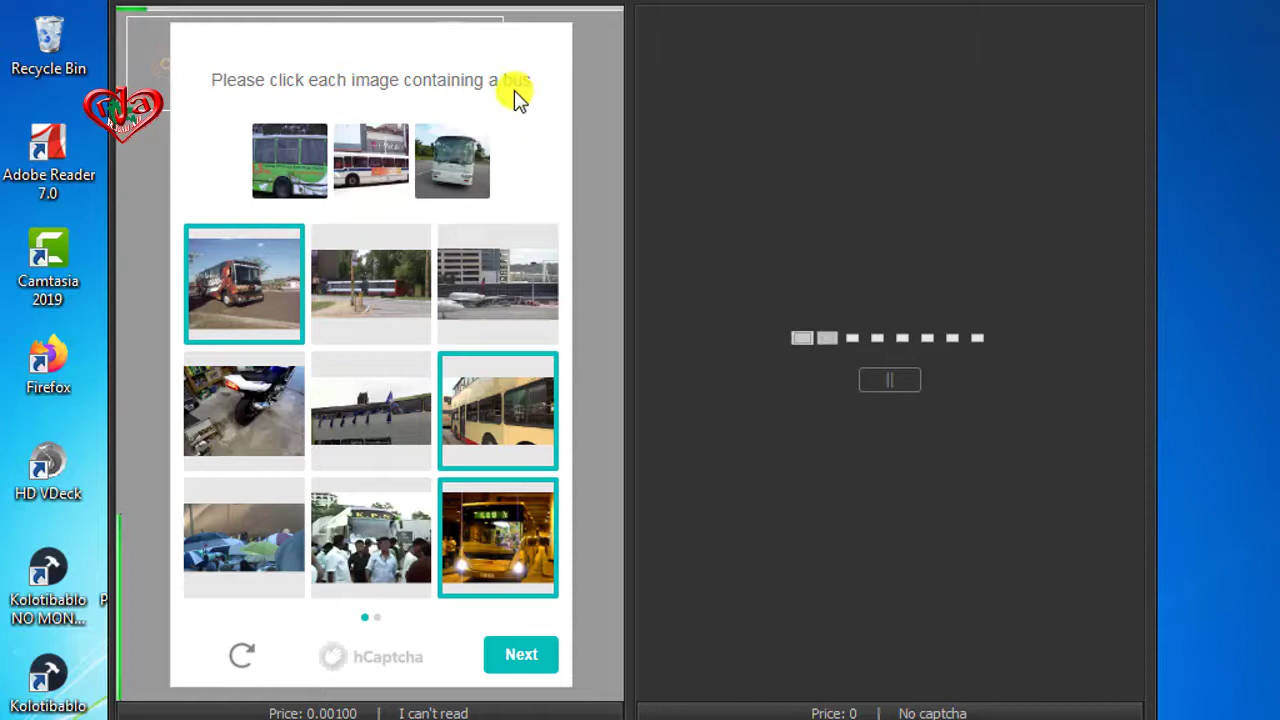 Recycle Bin
Adobe Reader
7.0
Camtasia
2019
Firefox
HD VDeck
Kolotibablo
NO MON...
P
Kolotibablo
Please click each image containing a bus
hCaptcha
Next
Price: 0.00100 | I can't read
Price: 0 | No captcha